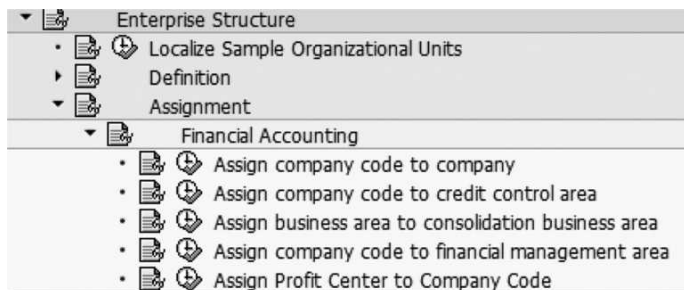 Enterprise Structure
Localize Sample Organizational Units
Definition
Assignment
Financial Accounting
Assign company code to company
Assign company code to credit control area
Assign business area to consolidation business area
Assign company code to financial management area
Assign Profit Center to Company Code